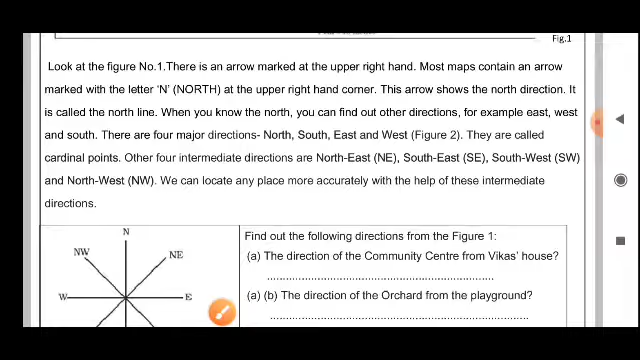 Fig.1
Look at the figure No.1.There is an arrow marked at the upper right hand. Most maps contain an arrow
marked with the letter ‘N’ (NORTH) at the upper right hand corner. This arrow shows the north direction. It
is called the north line. When you know the north, you can find out other directions, for example east, west
and south. There are four major directions- North, South, East and West (Figure 2). They are called
cardinal points. Other four intermediate directions are North-East (NE), South-East (SE), South-West (SW)
and North-West (NW). We can locate any place more accurately with the help of these intermediate
directions.
N
NW
NE
W
E
Find out the following directions from the Figure 1:
(a) The direction of the Community Centre from Vikas’ house?
................................................................
(a) (b) The direction of the Orchard from the playground?
................................................................